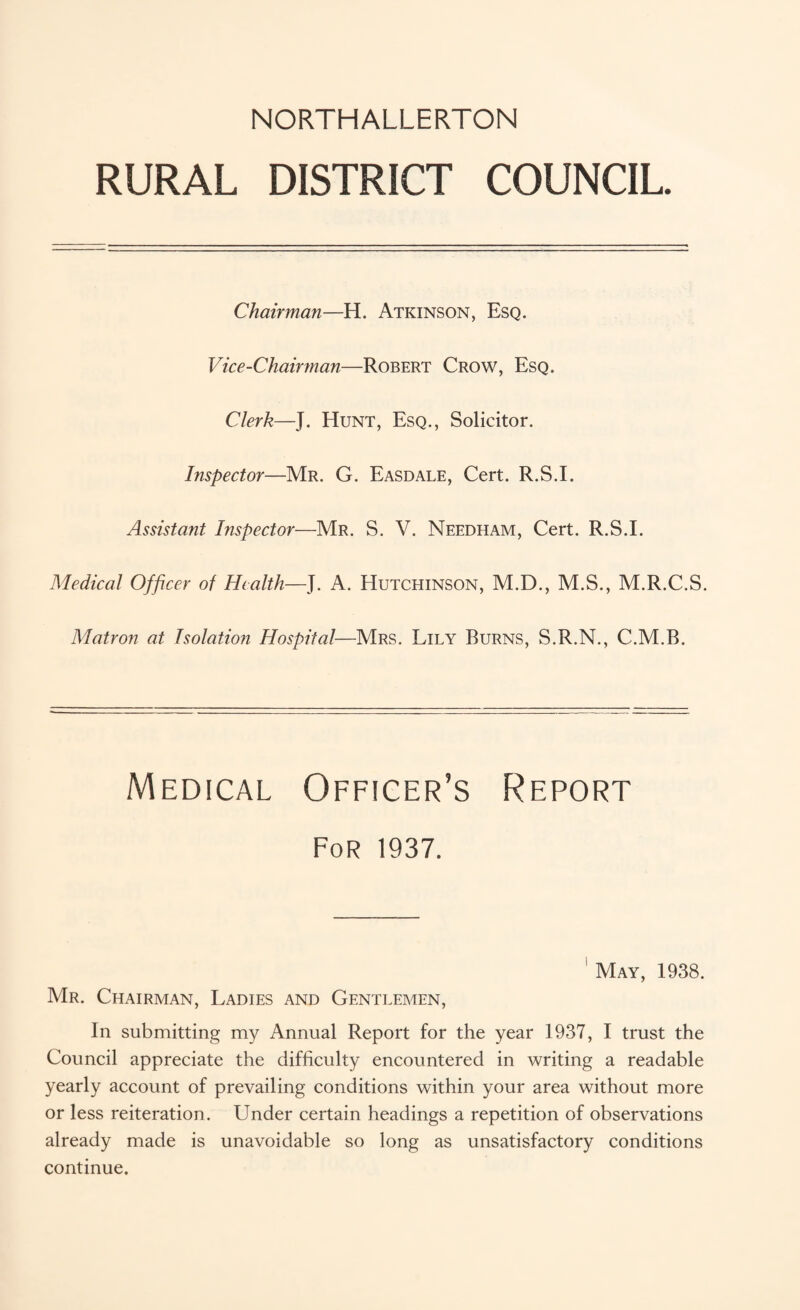 NORTHALLERTON
RURAL DISTRICT COUNCIL.
Chairman—H. Atkinson, Esq.
Vice-Chairman—Robert Crow, Esq.
Clerk—J. Hunt, Esq., Solicitor.
Inspector—Mr. G. Easdale, Cert. R.S.I.
Assistant Inspector—Mr. S. V. Needham, Cert. R.S.I.
Medical Officer of Health—J. A. Hutchinson, M.D., M.S., M.R.C.S.
Matron at Isolation Hospital—Mrs. Lily Burns, S.R.N., C.M.B.
Medical Officer's Report
For 1937.
May, 1938.
Mr. Chairman, Ladies and Gentlemen,
In submitting my Annual Report for the year 1937, I trust the
Council appreciate the difficulty encountered in writing a readable
yearly account of prevailing conditions within your area without more
or less reiteration. Under certain headings a repetition of observations
already made is unavoidable so long as unsatisfactory conditions
continue.